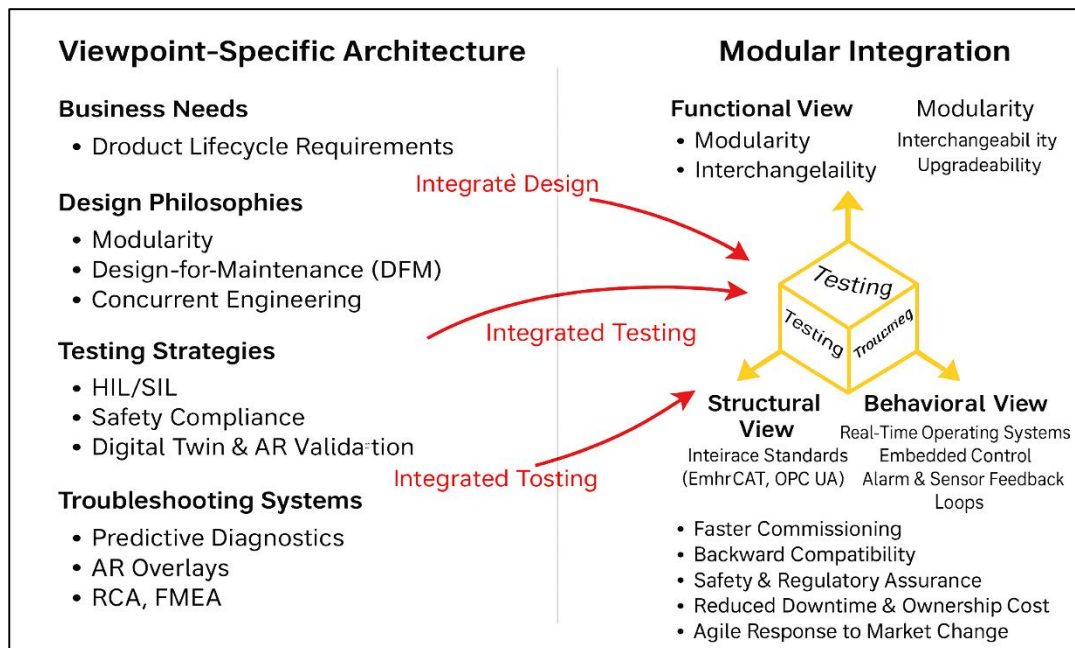 Viewpoint-Specific Architecture
Business Needs
• Droduct Lifecycle Requirements
Design Philosophies
• Modularity
• Design-for-Maintenance (DFM)
• Concurrent Engineering
Testing Strategies
• HIL/SIL
• Safety Compliance
• Digital Twin & AR Validation
Troubleshooting Systems
• Predictive Diagnostics
• AR Overlays
• RCA, FMEA
Integratè Design
Integrated Testing
Integrated Tosting
Modular Integration
Functional View
• Modularity
• Interchangelaility
Modularity
Interchangeabil ity
Upgradeability
Testing
Testing
Troucmieg
Structural
View
Inteirace Standards
(EmhrCAT, OPC UA)
Behavioral View
Real-Time Operating Systems
Embedded Control
Alarm & Sensor Feedback
Loops
• Faster Commissioning
• Backward Compatibility
• Safety & Regulatory Assurance
• Reduced Downtime & Ownership Cost
• Agile Response to Market Change